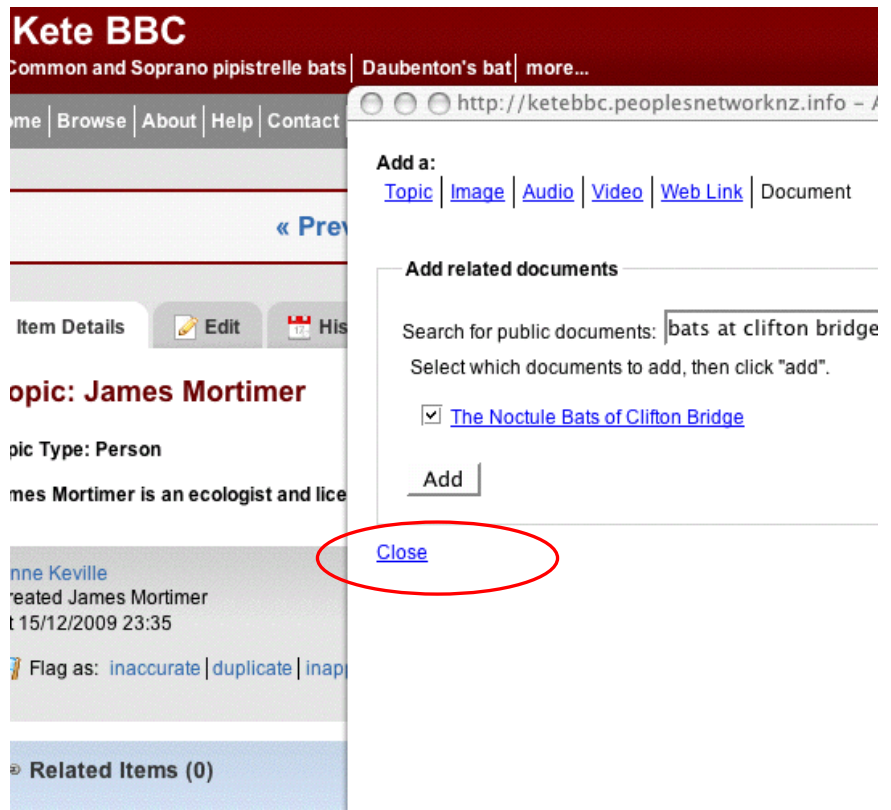 Kete BBC
Common and Soprano pipistrelle bats | Daubenton's bat | more...
http://ketebbc.peoplesnetworknz.info –
Browse | About | Help | Contact
Add a:
Topic | Image | Audio | Video | Web Link | Document
« Prev
Add related documents
Item Details Edit His
Search for public documents: bats at clifton bridge
Select which documents to add, then click "add".
opic: James Mortimer
The Noctule Bats of Clifton Bridge
pic Type: Person
Add
mes Mortimer is an ecologist and lice
Close
nne Keville
reated James Mortimer
t 15/12/2009 23:35
Flag as: inaccurate | duplicate | inapp
Related Items (0)